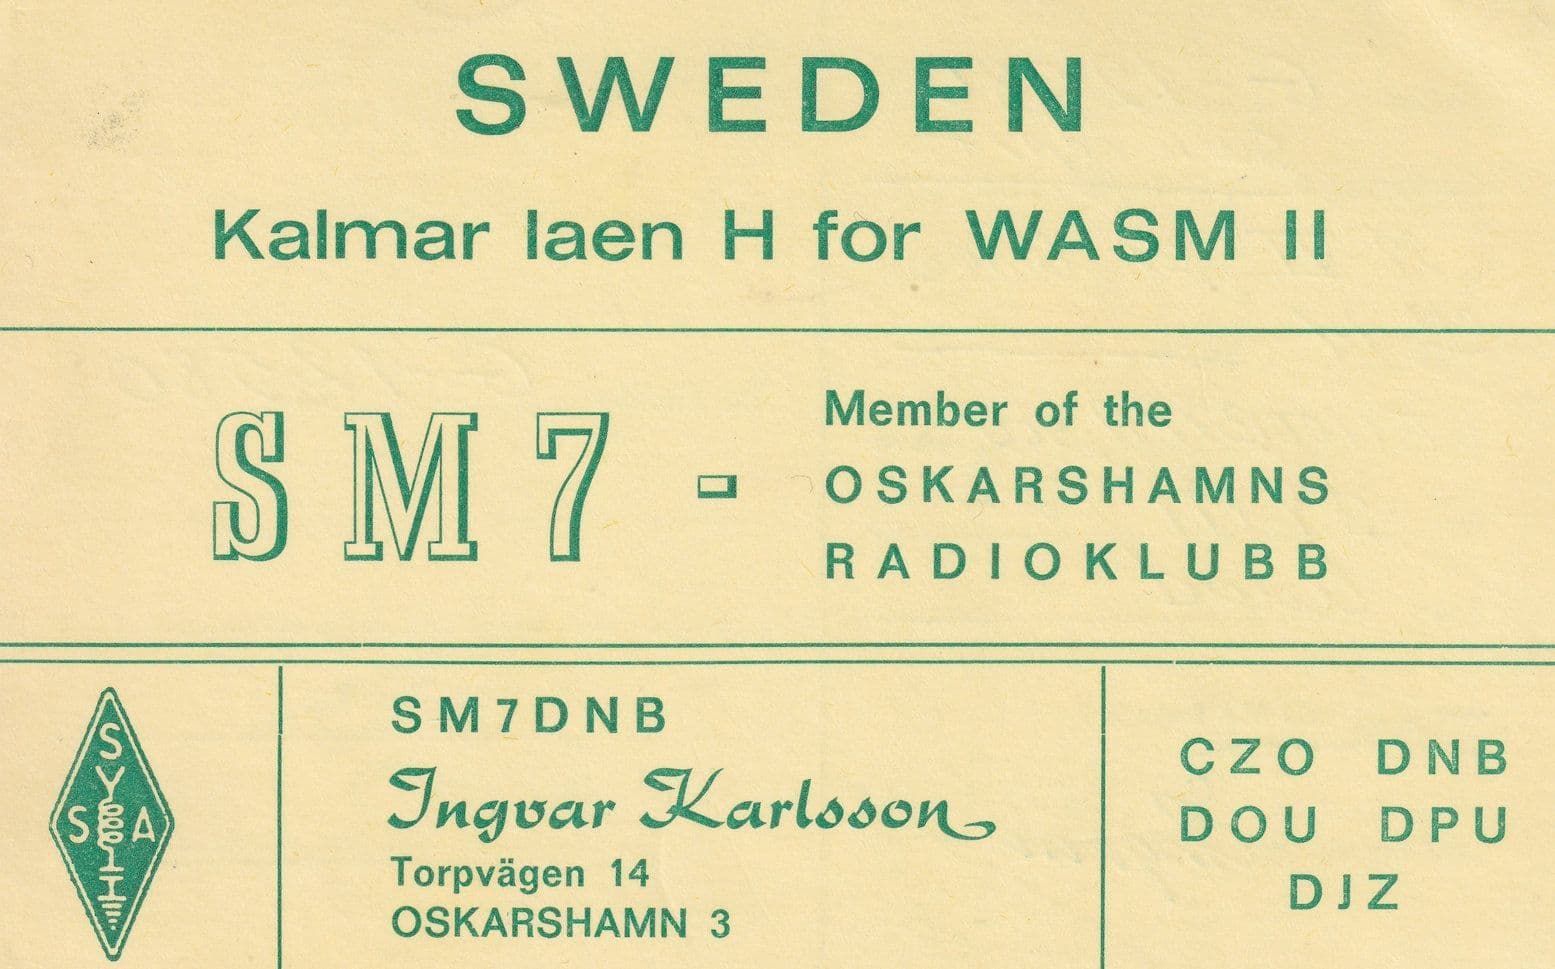 SWEDEN
Kalmar laen H for WASM II
SM7 -
Member of the
OSKARSHAMNS
RADIOKLUBB
S
S A
SM7DNB
Ingvar Karlsson
Torpvägen 14
OSKARSHAMN 3
CZO DNB
DOU DPU
DJZ